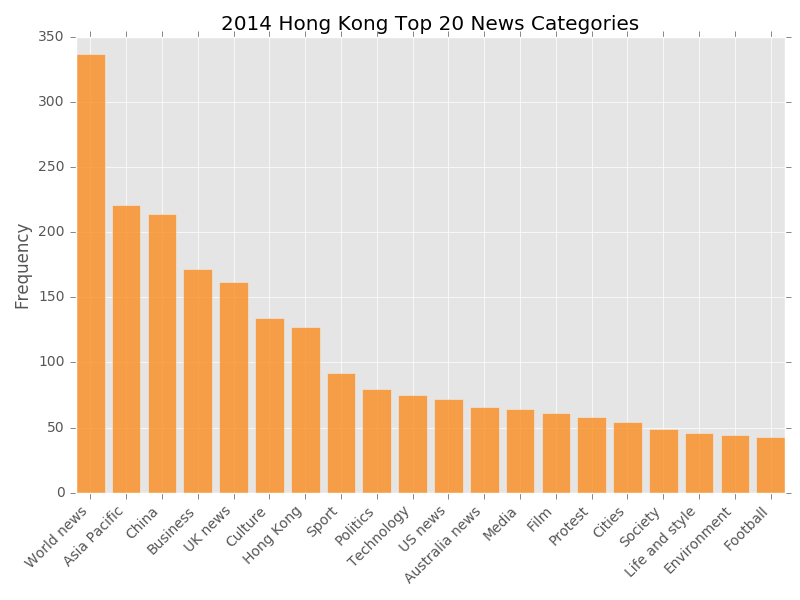 2014 Hong Kong Top 20 News Categories
350
300
250
200
150
100
50
0
Frequency
World news
Asia Pacific
China
Business
UK news
Culture
Hong Kong
Sport
Politics
Technology
US news
Australia news
Media
Film
Protest
Cities
Society
Life and style
Environment
Football